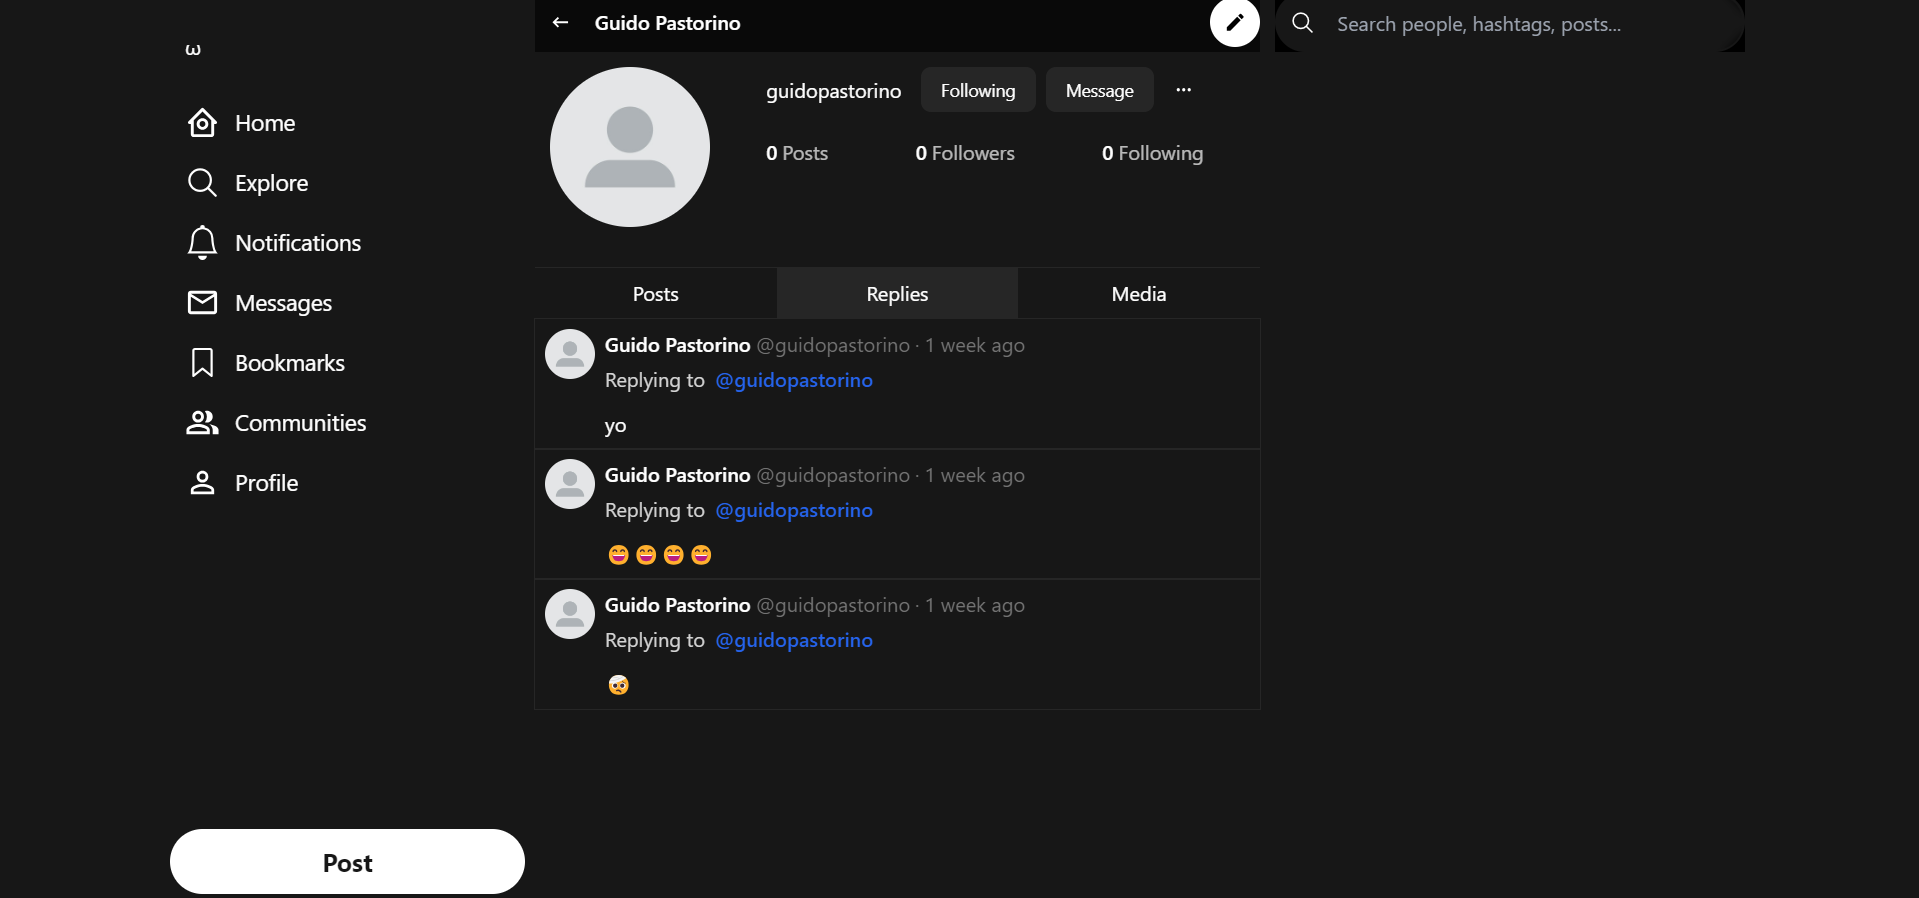 ω
Home
Explore
Notifications
Messages
Bookmarks
Communities
Profile
Post
Guido Pastorino
guidopastorino Following Message ...
0 Posts 0 Followers 0 Following
Posts Replies Media
Guido Pastorino @guidopastorino · 1 week ago
Replying to @guidopastorino
yo
Guido Pastorino @guidopastorino · 1 week ago
Replying to @guidopastorino
😄 😄 😄 😄
Guido Pastorino @guidopastorino · 1 week ago
Replying to @guidopastorino
🤕
Search people, hashtags, posts...